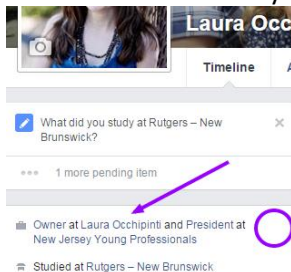 Laura Occ
Timeline
What did you study at Rutgers – New
Brunswick?
1 more pending item
Owner at Laura Occhipinti and President at
New Jersey Young Professionals
Studied at Rutgers – New Brunswick